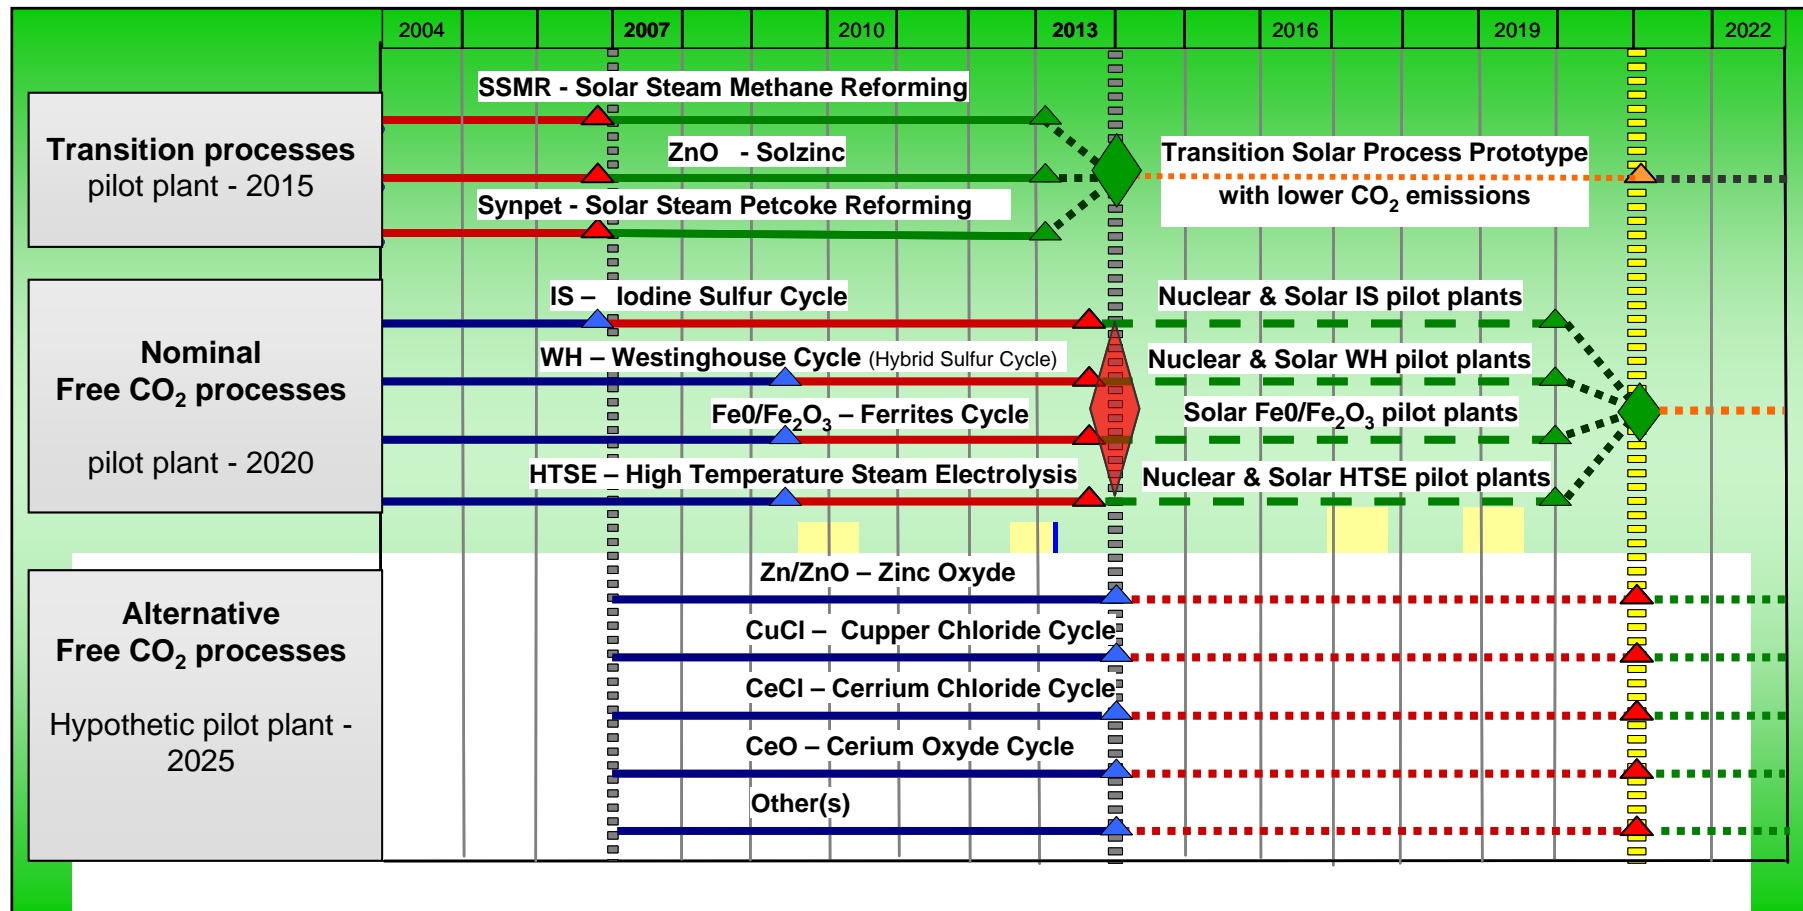 2004 2007 2010 2013 2016 2019 2022
Transition processes
pilot plant - 2015
SSMR - Solar Steam Methane Reforming
ZnO - Solzinc
Synpet - Solar Steam Petcoke Reforming
Transition Solar Process Prototype
with lower CO₂ emissions
Nominal
Free CO₂ processes
pilot plant - 2020
IS – Iodine Sulfur Cycle
Nuclear & Solar IS pilot plants
WH – Westinghouse Cycle (Hybrid Sulfur Cycle)
Nuclear & Solar WH pilot plants
Fe0/Fe₂O₃ – Ferrites Cycle
Solar Fe0/Fe₂O₃ pilot plants
HTSE – High Temperature Steam Electrolysis
Nuclear & Solar HTSE pilot plants
Alternative
Free CO₂ processes
Hypothetic pilot plant -
2025
Zn/ZnO – Zinc Oxyde
CuCl – Cupper Chloride Cycle
CeCl – Cerrium Chloride Cycle
CeO – Cerium Oxyde Cycle
Other(s)